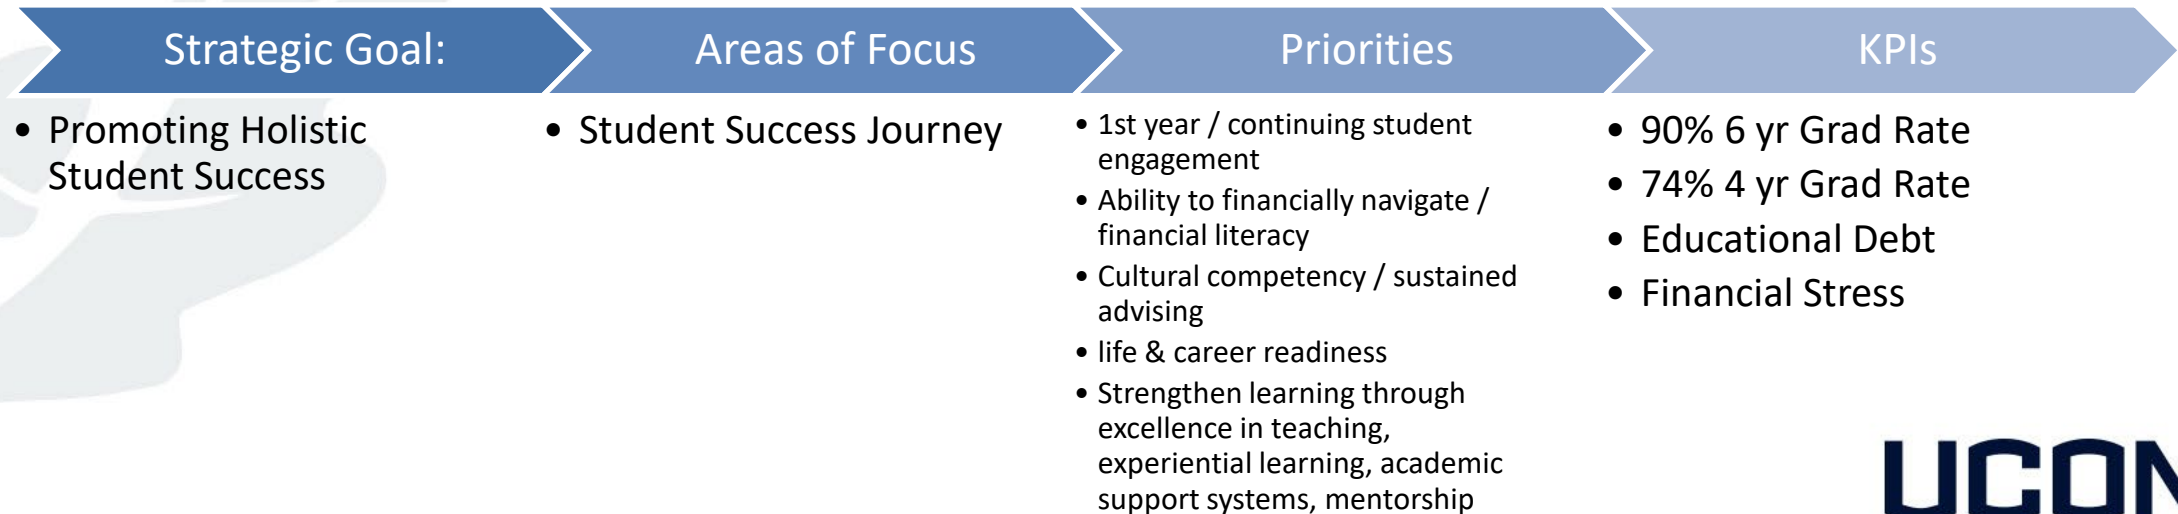 Strategic Goal:
Areas of Focus
Priorities
KPIs
• Promoting Holistic
Student Success
• Student Success Journey
• 1st year / continuing student
engagement
• Ability to financially navigate /
financial literacy
• Cultural competency / sustained
advising
• life & career readiness
• Strengthen learning through
excellence in teaching,
experiential learning, academic
support systems, mentorship
• 90% 6 yr Grad Rate
• 74% 4 yr Grad Rate
• Educational Debt
• Financial Stress
UCON